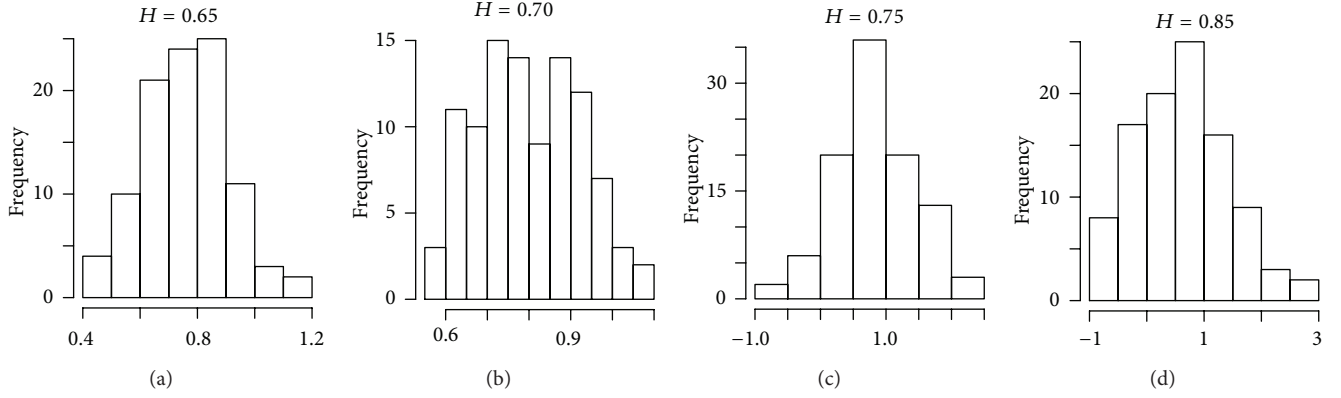 H = 0.65
Frequency
20
10
0
0.4 0.8 1.2
(a)
H = 0.70
Frequency
15
10
5
0
0.6 0.9
(b)
H = 0.75
Frequency
30
15
0
−1.0 1.0
(c)
H = 0.85
Frequency
20
10
0
−1 1 3
(d)